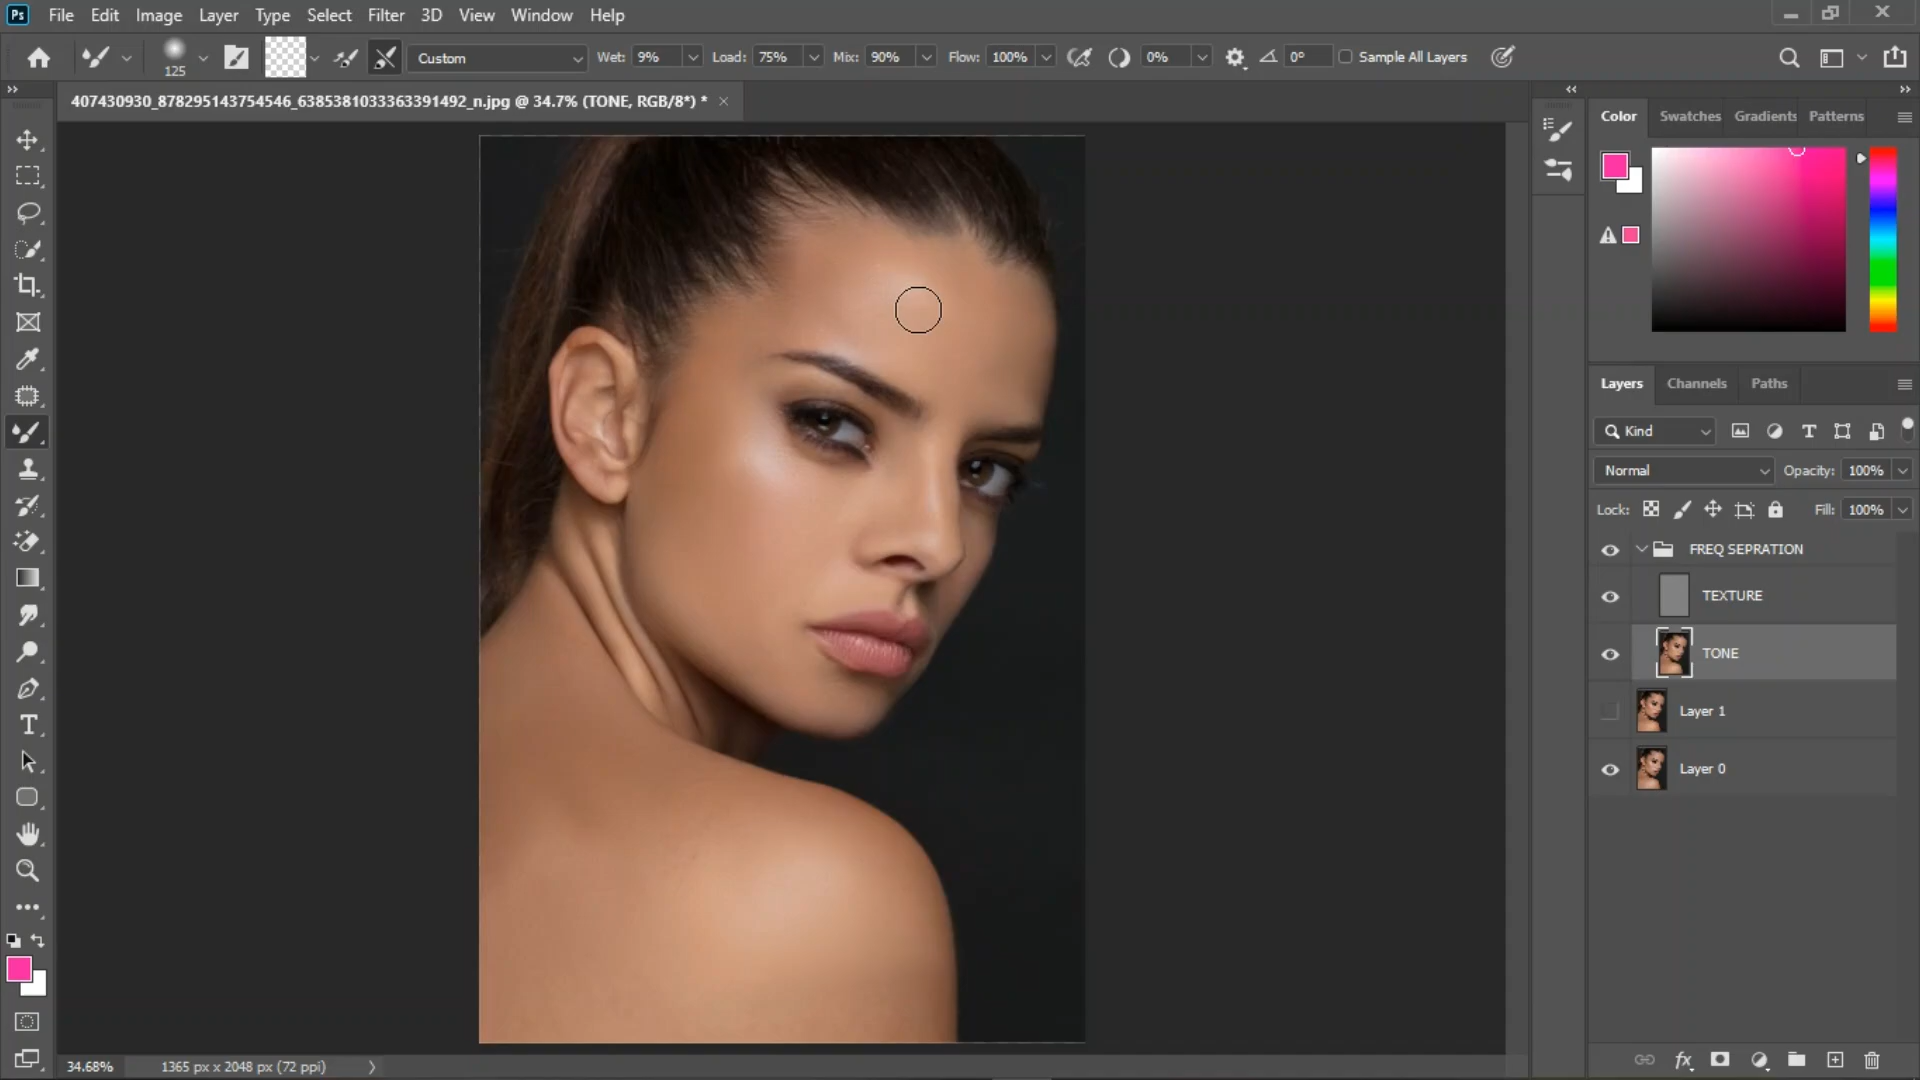 Ps File Edit Image Layer Type Select Filter 3D View Window Help
125 Custom Wet: 9% Load: 75% Mix: 90% Flow: 100% 0% 0° Sample All Layers
407430930_878295143754546_6385381033363391492_n.jpg @ 34.7% (TONE, RGB/8*) *
Color Swatches Gradients Patterns
Layers Channels Paths
Kind
Normal Opacity: 100%
Lock: Fill: 100%
FREQ SEPRATION
TEXTURE
TONE
Layer 1
Layer 0
34.68% 1365 px x 2048 px (72 ppi)